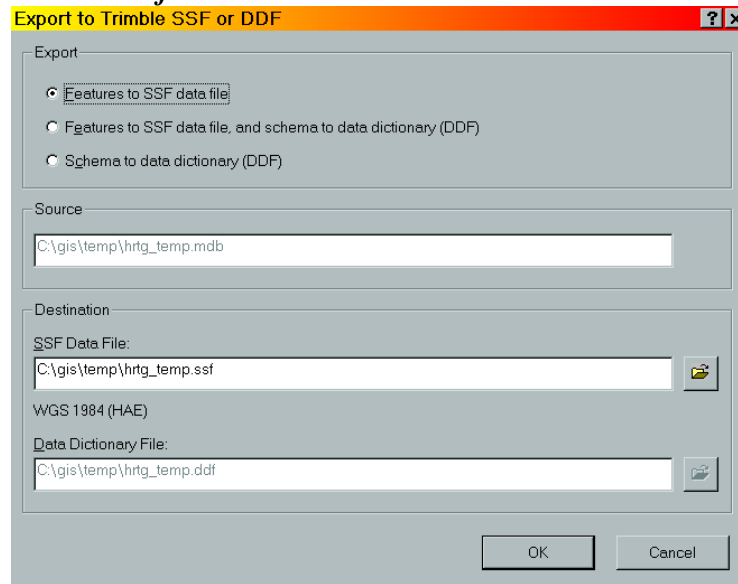 Export to Trimble SSF or DDF
Export
Features to SSF data file
Features to SSF data file, and schema to data dictionary (DDF)
Schema to data dictionary (DDF)
Source
C:\gis\temp\hrtg_temp.mdb
Destination
SSF Data File:
C:\gis\temp\hrtg_temp.ssf
WGS 1984 (HAE)
Data Dictionary File:
C:\gis\temp\hrtg_temp.ddf
OK Cancel